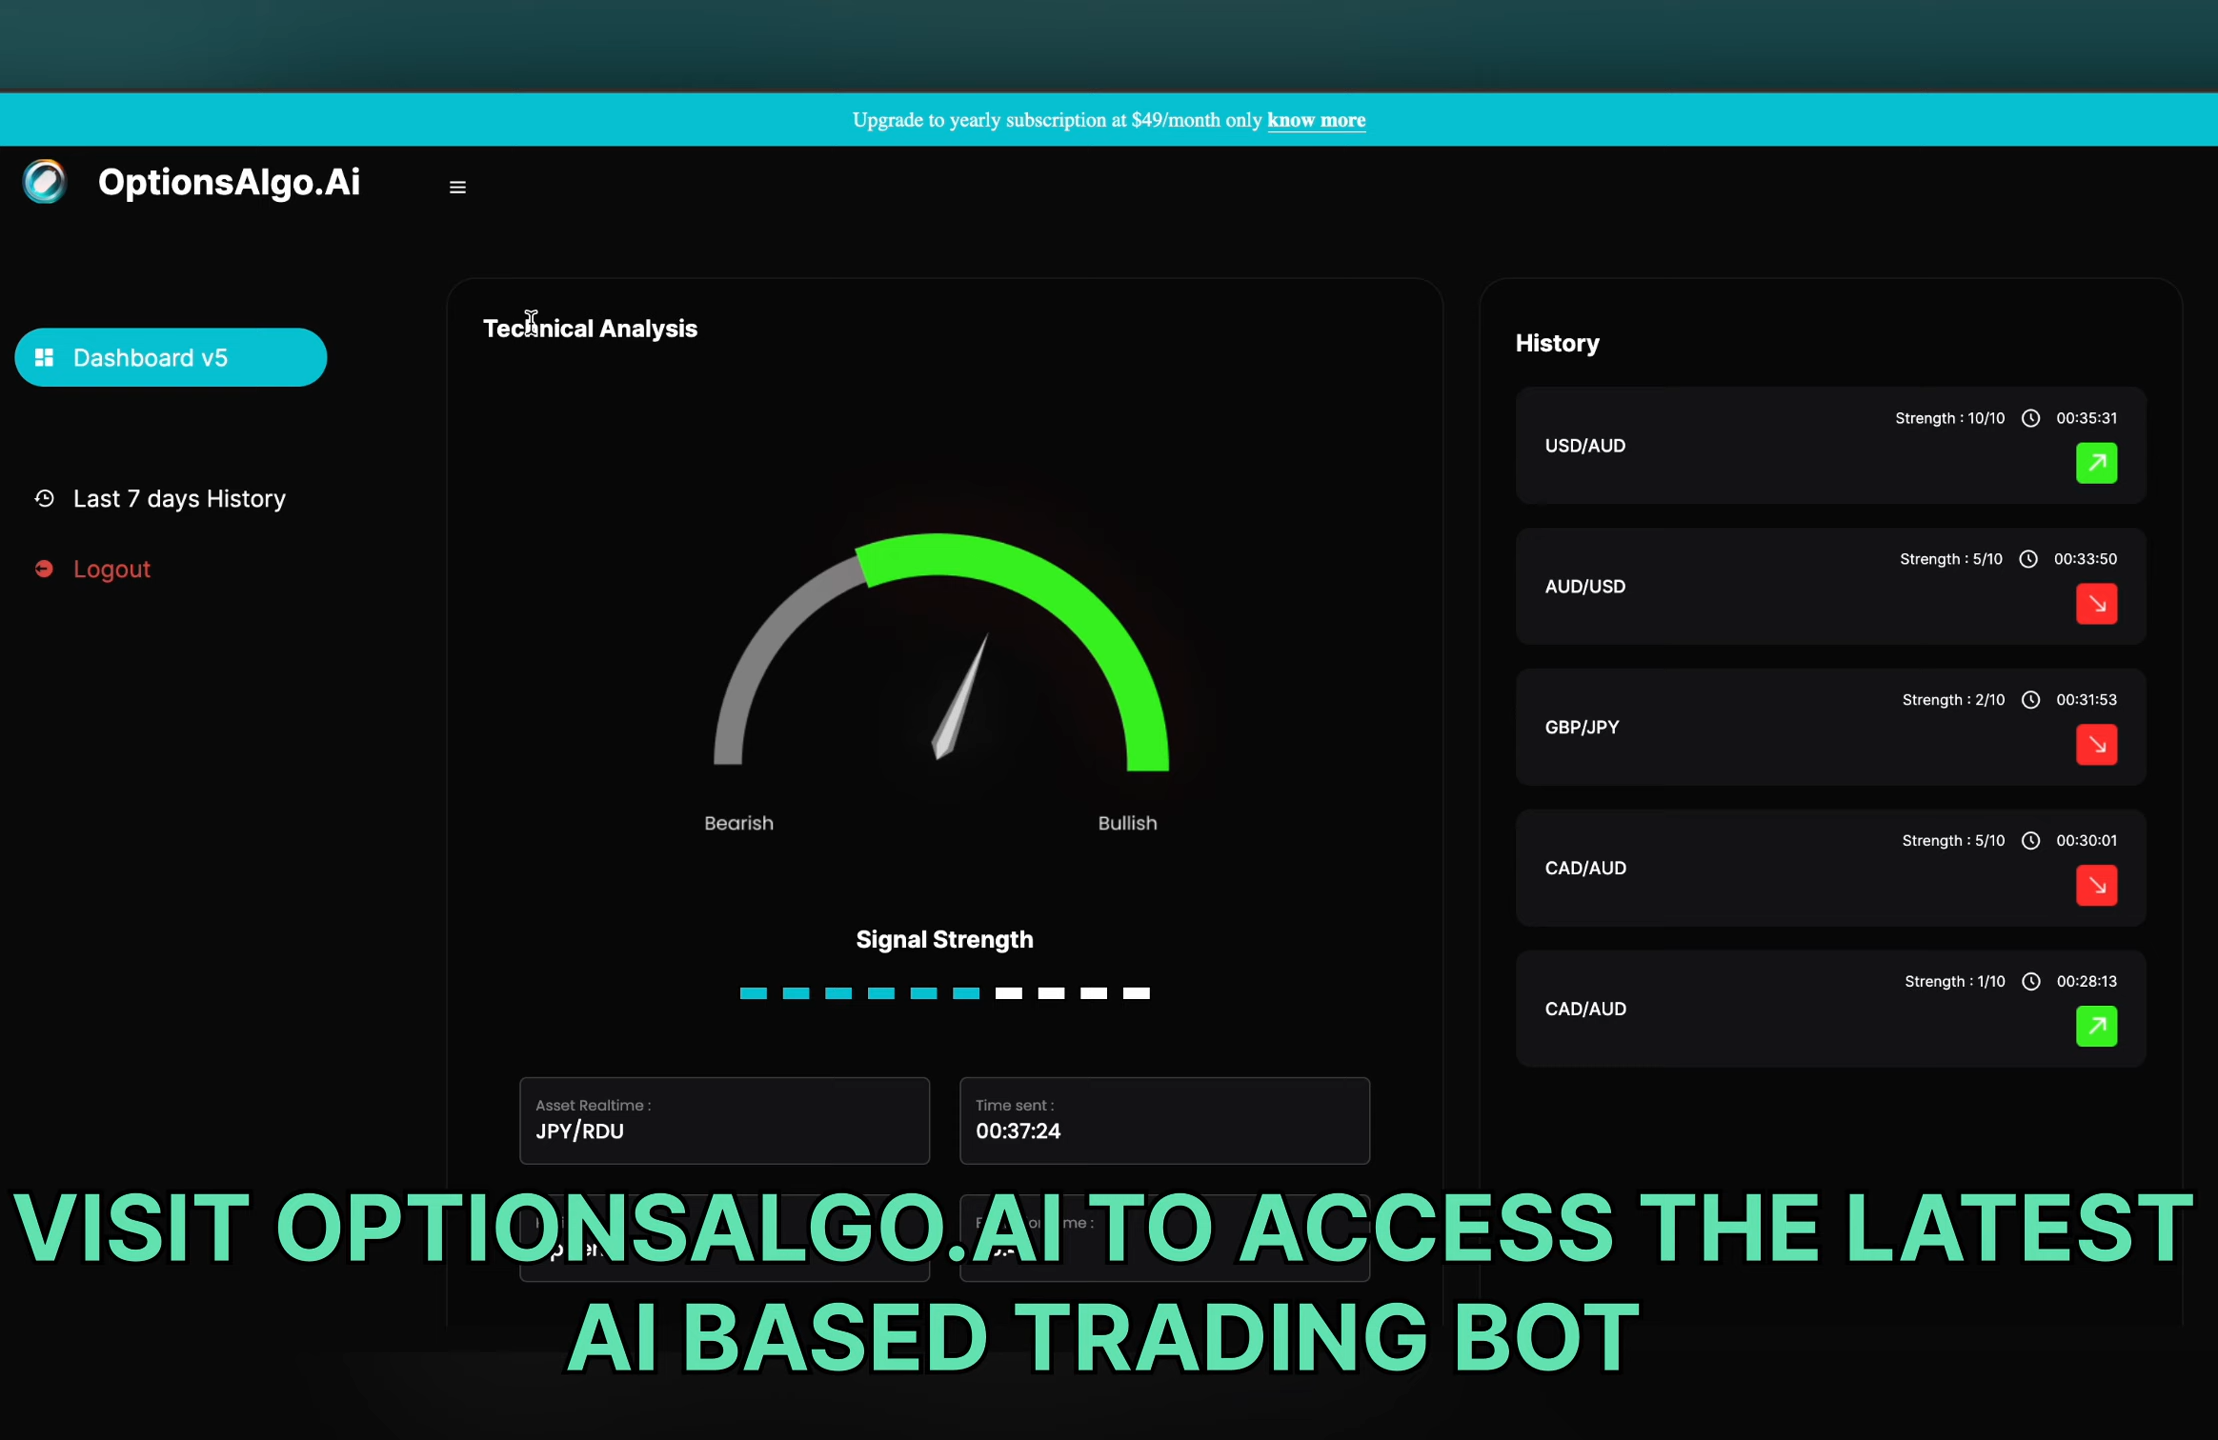 Upgrade to yearly subscription at $49/month only know more
OptionsAlgo.Ai
Dashboard v5
Last 7 days History
Logout
Technical Analysis
Bearish
Bullish
Signal Strength
Asset Realtime :
JPY/RDU
Time sent :
00:37:24
History
USD/AUD
Strength : 10/10
00:35:31
AUD/USD
Strength : 5/10
00:33:50
GBP/JPY
Strength : 2/10
00:31:53
CAD/AUD
Strength : 5/10
00:30:01
CAD/AUD
Strength : 1/10
00:28:13
VISIT OPTIONSALGO.AI TO ACCESS THE LATEST
AI BASED TRADING BOT